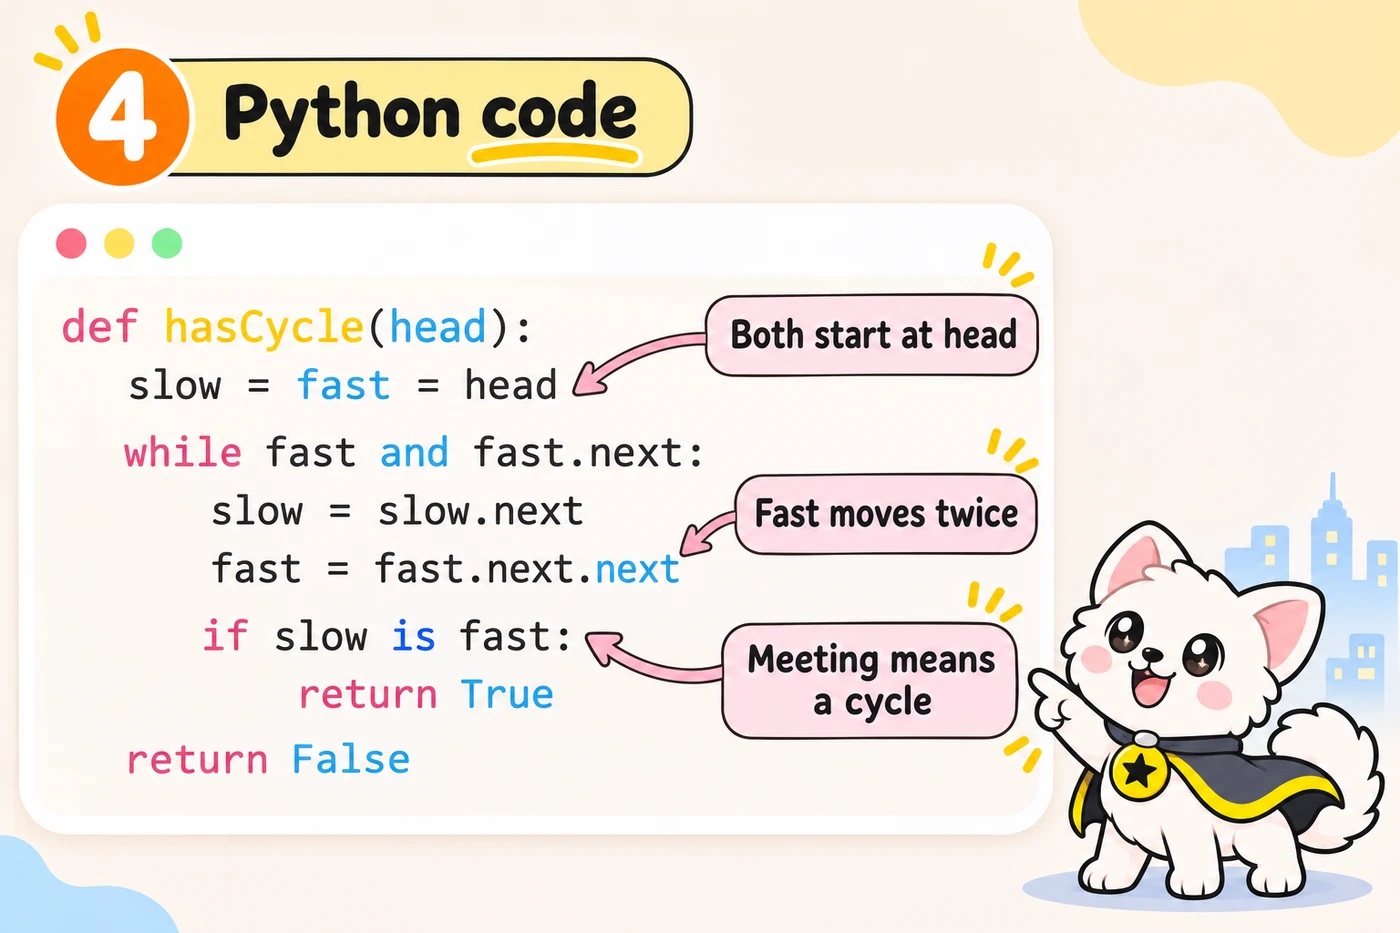 4
Python code
def hasCycle(head):
slow = fast = head
Both start at head
while fast and fast.next:
slow = slow.next
Fast moves twice
fast = fast.next.next
if slow is fast:
Meeting means
a cycle
return True
return False